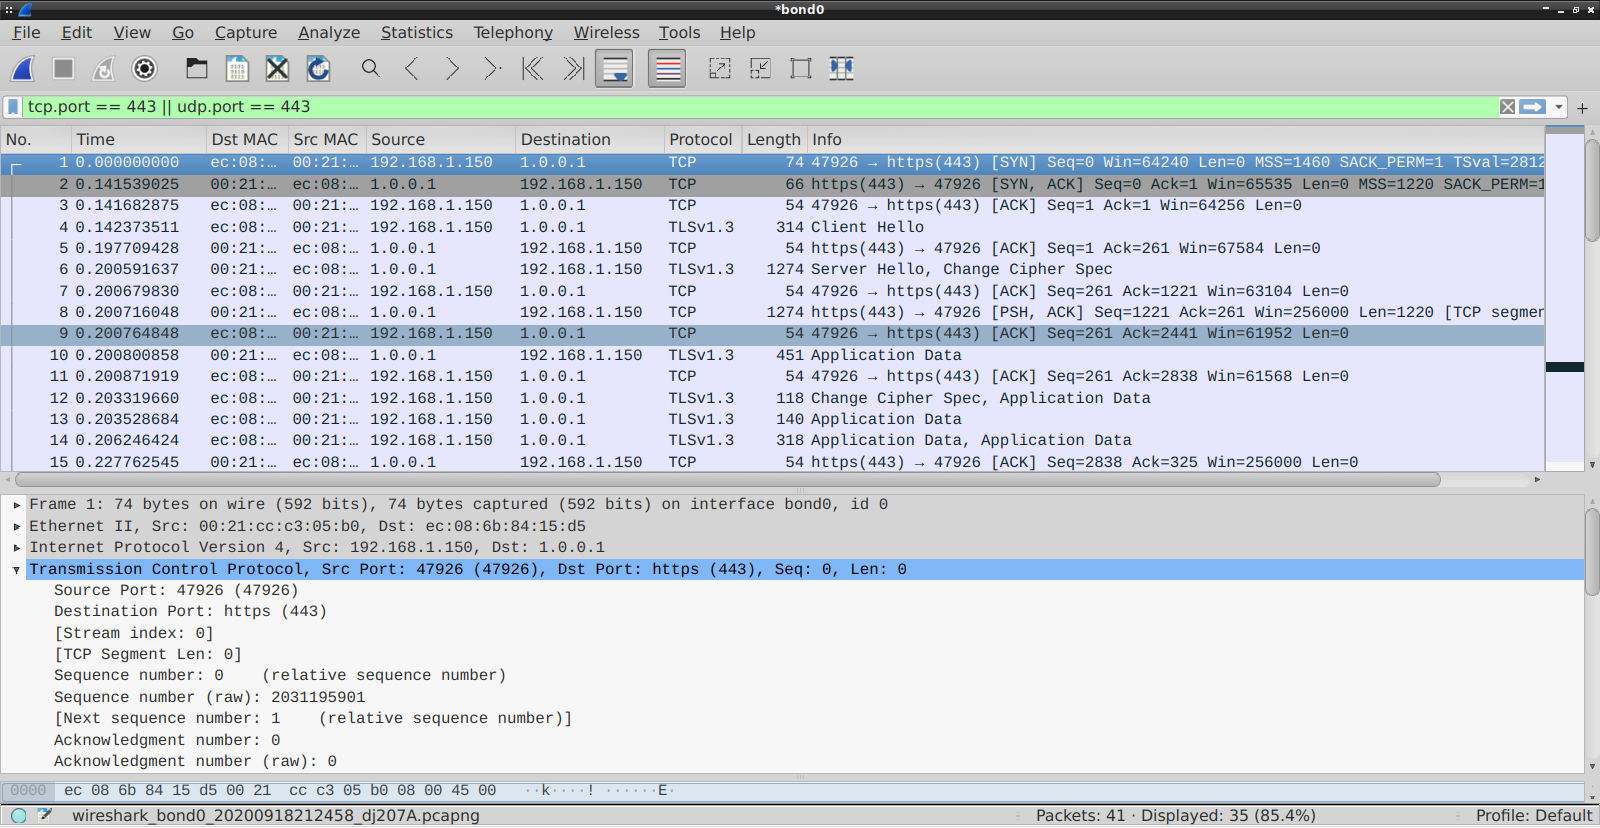 *bond0
File Edit View Go Capture Analyze Statistics Telephony Wireless Tools Help
tcp.port == 443 || udp.port == 443
No. Time Dst MAC Src MAC Source Destination Protocol Length Info
1 0.000000000 ec:08:… 00:21:… 192.168.1.150 1.0.0.1 TCP 74 47926 → https(443) [SYN] Seq=0 Win=64240 Len=0 MSS=1460 SACK_PERM=1 TSval=2812
2 0.141539025 00:21:… ec:08:… 1.0.0.1 192.168.1.150 TCP 66 https(443) → 47926 [SYN, ACK] Seq=0 Ack=1 Win=65535 Len=0 MSS=1220 SACK_PERM=1
3 0.141682875 ec:08:… 00:21:… 192.168.1.150 1.0.0.1 TCP 54 47926 → https(443) [ACK] Seq=1 Ack=1 Win=64256 Len=0
4 0.142373511 ec:08:… 00:21:… 192.168.1.150 1.0.0.1 TLSv1.3 314 Client Hello
5 0.197709428 00:21:… ec:08:… 1.0.0.1 192.168.1.150 TCP 54 https(443) → 47926 [ACK] Seq=1 Ack=261 Win=67584 Len=0
6 0.200591637 00:21:… ec:08:… 1.0.0.1 192.168.1.150 TLSv1.3 1274 Server Hello, Change Cipher Spec
7 0.200679830 ec:08:… 00:21:… 192.168.1.150 1.0.0.1 TCP 54 47926 → https(443) [ACK] Seq=261 Ack=1221 Win=63104 Len=0
8 0.200716048 00:21:… ec:08:… 1.0.0.1 192.168.1.150 TCP 1274 https(443) → 47926 [PSH, ACK] Seq=1221 Ack=261 Win=256000 Len=1220 [TCP segmen
9 0.200764848 ec:08:… 00:21:… 192.168.1.150 1.0.0.1 TCP 54 47926 → https(443) [ACK] Seq=261 Ack=2441 Win=61952 Len=0
10 0.200800858 00:21:… ec:08:… 1.0.0.1 192.168.1.150 TLSv1.3 451 Application Data
11 0.200871919 ec:08:… 00:21:… 192.168.1.150 1.0.0.1 TCP 54 47926 → https(443) [ACK] Seq=261 Ack=2838 Win=61568 Len=0
12 0.203319660 ec:08:… 00:21:… 192.168.1.150 1.0.0.1 TLSv1.3 118 Change Cipher Spec, Application Data
13 0.203528684 ec:08:… 00:21:… 192.168.1.150 1.0.0.1 TLSv1.3 140 Application Data
14 0.206246424 ec:08:… 00:21:… 192.168.1.150 1.0.0.1 TLSv1.3 318 Application Data, Application Data
15 0.227762545 00:21:… ec:08:… 1.0.0.1 192.168.1.150 TCP 54 https(443) → 47926 [ACK] Seq=2838 Ack=325 Win=256000 Len=0
Frame 1: 74 bytes on wire (592 bits), 74 bytes captured (592 bits) on interface bond0, id 0
Ethernet II, Src: 00:21:cc:c3:05:b0, Dst: ec:08:6b:84:15:d5
Internet Protocol Version 4, Src: 192.168.1.150, Dst: 1.0.0.1
Transmission Control Protocol, Src Port: 47926 (47926), Dst Port: https (443), Seq: 0, Len: 0
Source Port: 47926 (47926)
Destination Port: https (443)
[Stream index: 0]
[TCP Segment Len: 0]
Sequence number: 0 (relative sequence number)
Sequence number (raw): 2031195901
[Next sequence number: 1 (relative sequence number)]
Acknowledgment number: 0
Acknowledgment number (raw): 0
0000 ec 08 6b 84 15 d5 00 21 cc c3 05 b0 08 00 45 00 ··k····! ······E·
wireshark_bond0_20200918212458_dj207A.pcapng Packets: 41 · Displayed: 35 (85.4%) Profile: Default